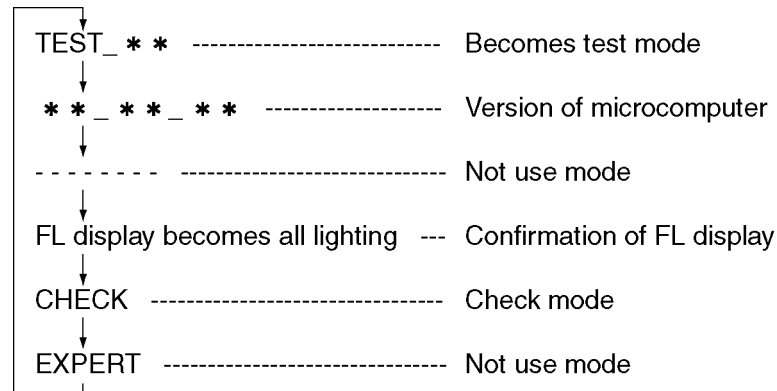 TEST_ ** -------------------------- Becomes test mode
**_**_** ------------------- Version of microcomputer
- - - - - - - - ----------------------------- Not use mode
FL display becomes all lighting --- Confirmation of FL display
CHECK -------------------------------- Check mode
EXPERT ------------------------------ Not use mode